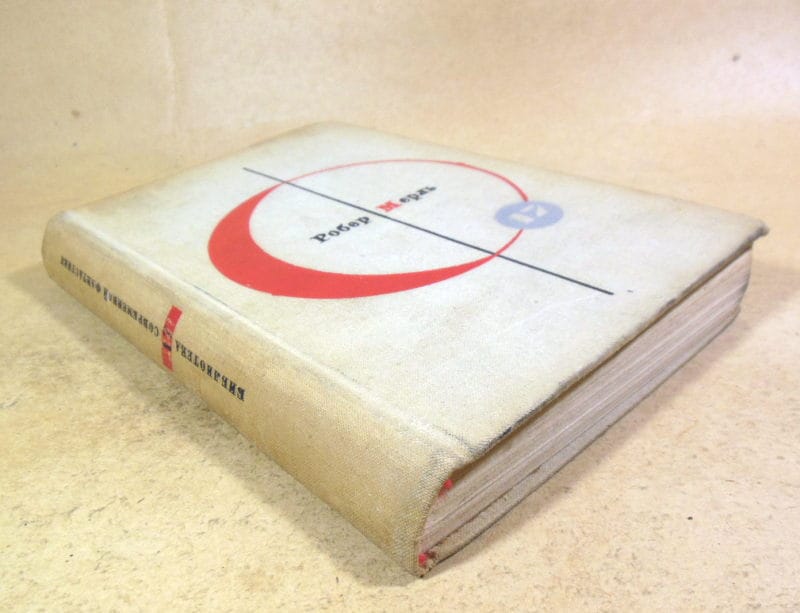 Робер Мерль
17
БИБЛИОТЕКА
СОВРЕМЕННОЙ ФАНТАСТИКИ